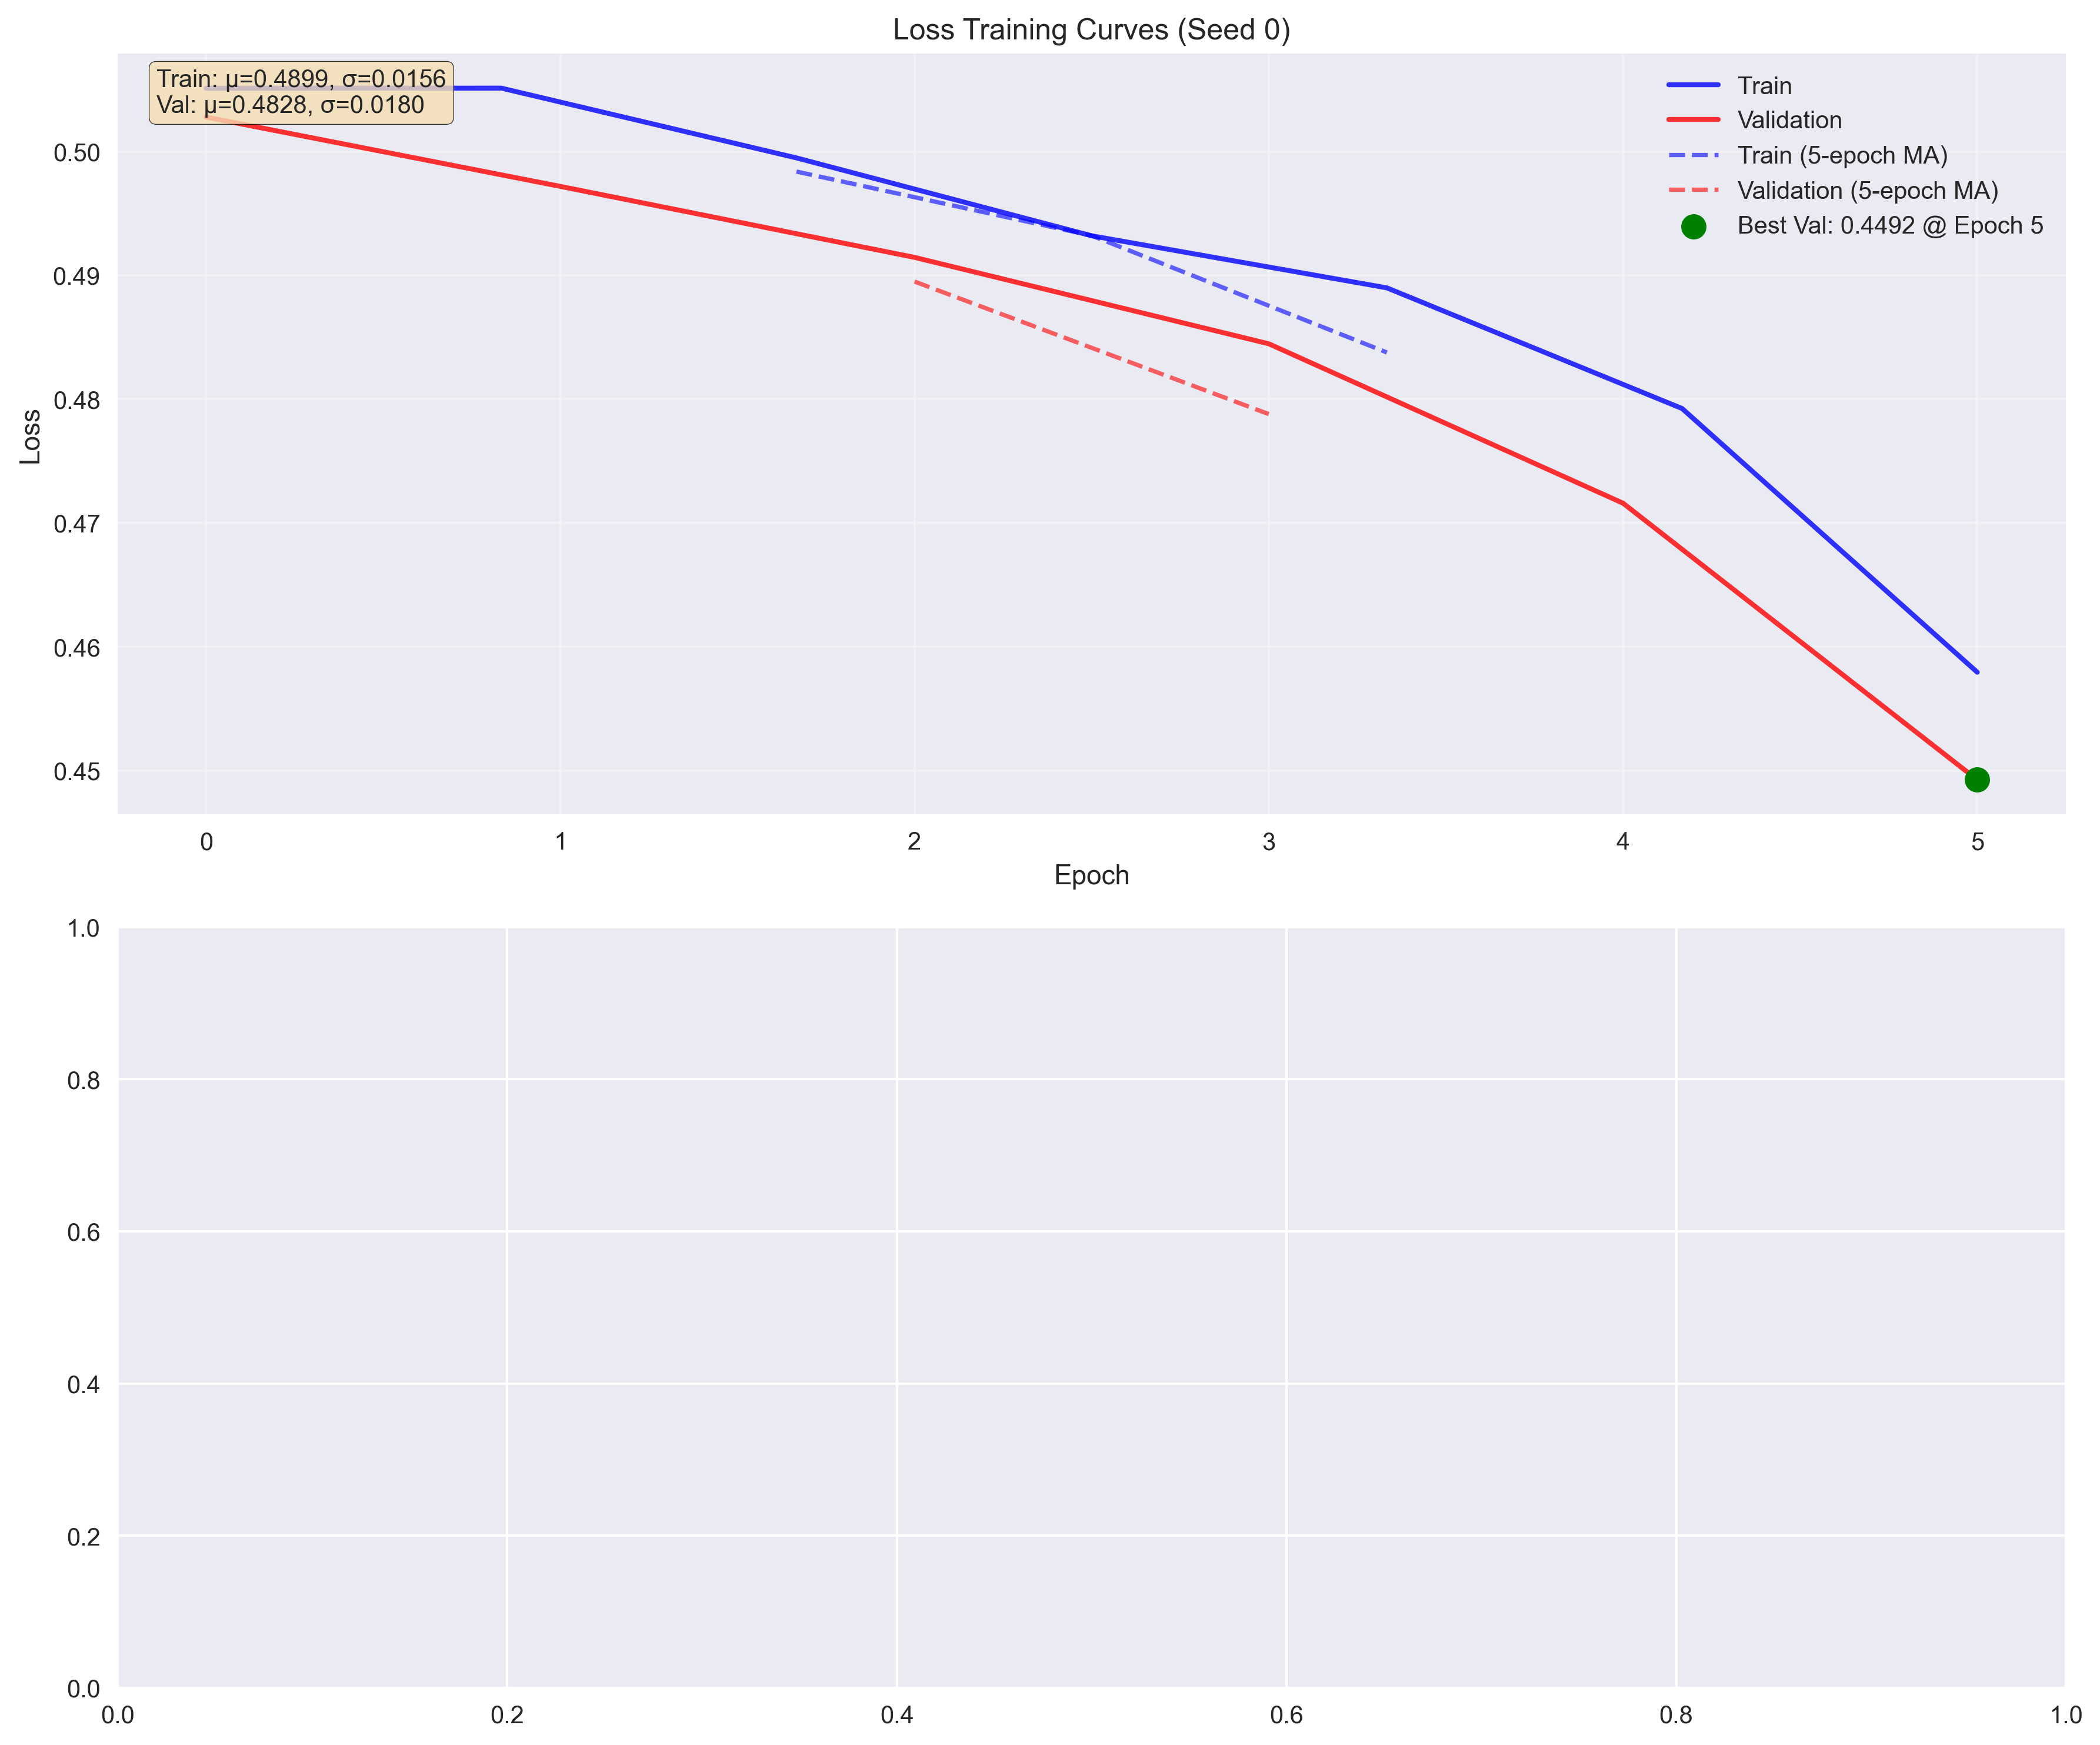 Loss Training Curves (Seed 0)
Train: μ=0.4899, σ=0.0156
Val: μ=0.4828, σ=0.0180
Train
Validation
Train (5-epoch MA)
Validation (5-epoch MA)
Best Val: 0.4492 @ Epoch 5
Loss
0.50
0.49
0.48
0.47
0.46
0.45
0 1 2 3 4 5
Epoch
1.0
0.8
0.6
0.4
0.2
0.0
0.0 0.2 0.4 0.6 0.8 1.0